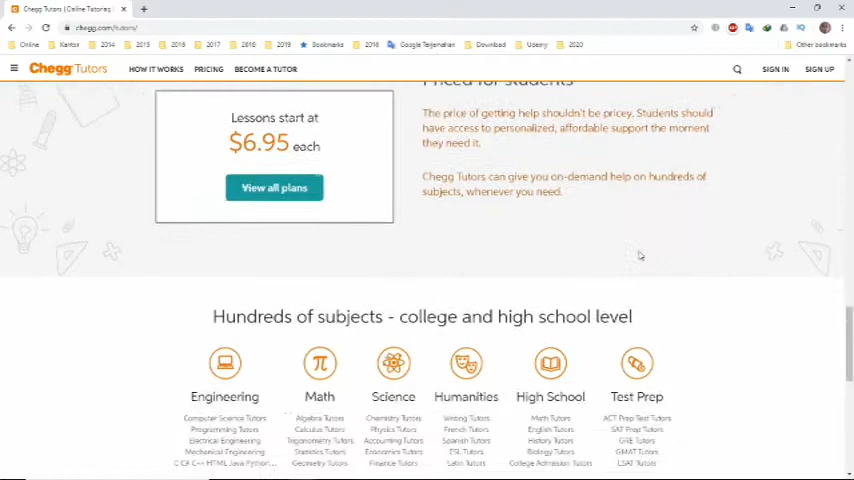 Chegg Tutors | Online Tutoring
chegg.com/tutors/
Online Kantor 2014 2015 2016 2017 2018 2019 Bookmarks 2016 Google Terjemahan Download Udemy 2020 Other bookmarks
Chegg Tutors HOW IT WORKS PRICING BECOME A TUTOR SIGN IN SIGN UP
Priced for students
Lessons start at
$6.95 each
View all plans
The price of getting help shouldn't be pricey. Students should
have access to personalized, affordable support the moment
they need it.
Chegg Tutors can give you on-demand help on hundreds of
subjects, whenever you need.
Hundreds of subjects - college and high school level
Engineering Math Science Humanities High School Test Prep
Computer Science Tutors Algebra Tutors Chemistry Tutors Writing Tutors Math Tutors ACT Prep Test Tutors
Programming Tutors Calculus Tutors Physics Tutors French Tutors English Tutors SAT Prep Tutors
Electrical Engineering Trigonometry Tutors Accounting Tutors Spanish Tutors History Tutors GRE Tutors
Mechanical Engineering Statistics Tutors Economics Tutors ESL Tutors Biology Tutors GMAT Tutors
C C# C++ HTML Java Python... Geometry Tutors Finance Tutors Latin Tutors College Admission Tutors LSAT Tutors